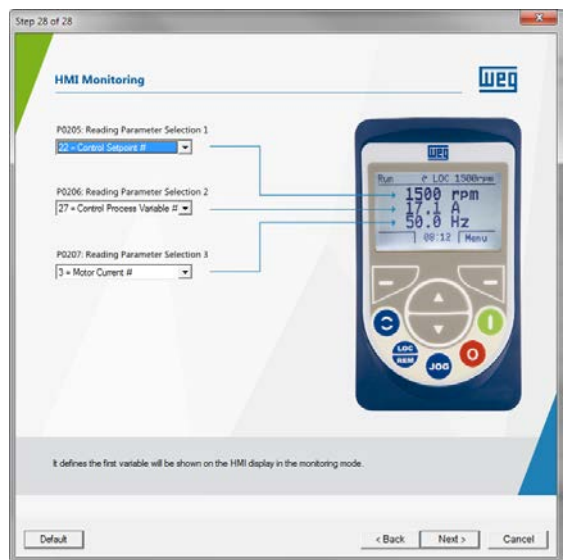 Step 28 of 28
HMI Monitoring
weg
P0205: Reading Parameter Selection 1
22 = Control Setpoint #
P0206: Reading Parameter Selection 2
27 = Control Process Variable #
P0207: Reading Parameter Selection 3
3 = Motor Current #
weg
Run LOC 1500rpm
1500 rpm
17.1 A
50.0 Hz
08:12 Menu
LOC
REM
JOG
It defines the first variable will be shown on the HMI display in the monitoring mode.
Default
< Back
Next >
Cancel